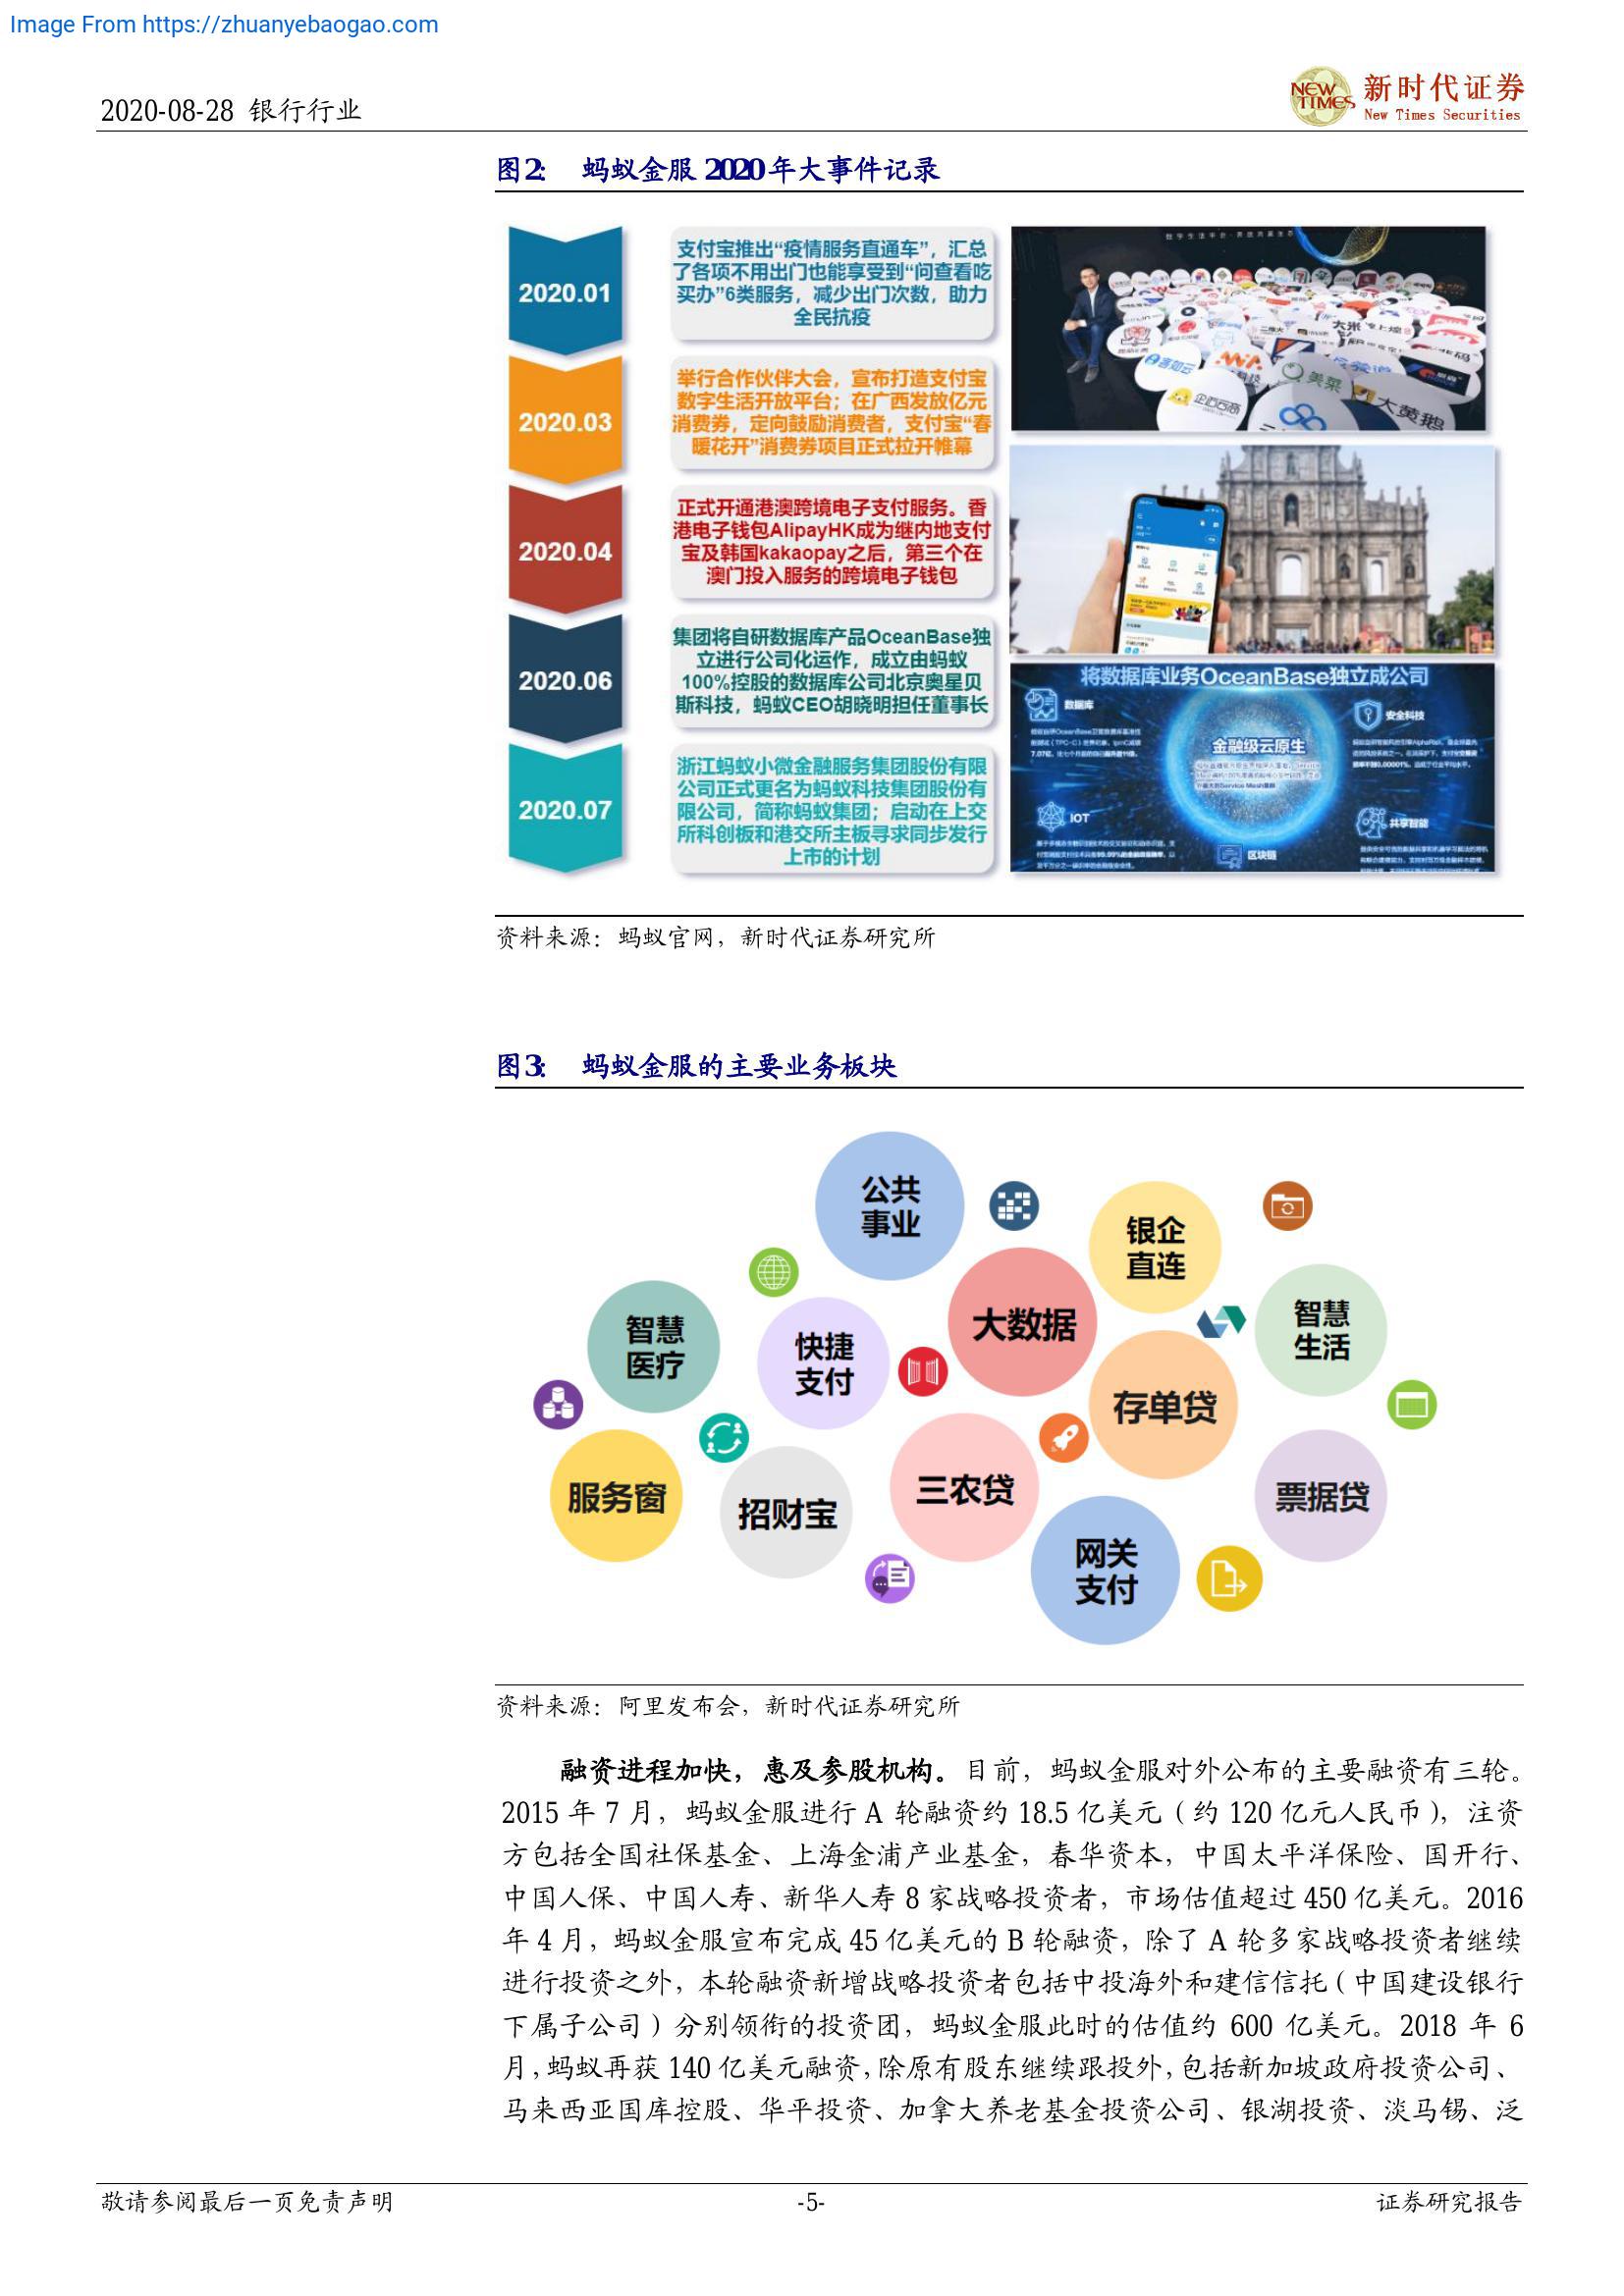 Image From https://zhuanyebaogao.com
2020-08-28 银行行业
NEW TIMES
新时代证券
New Times Securities
图2: 蚂蚁金服 2020年大事件记录
2020.01
支付宝推出“疫情服务直通车”，汇总
了各项不用出门也能享受到“问查看吃
买办”6类服务，减少出门次数，助力
全民抗疫
2020.03
举行合作伙伴大会，宣布打造支付宝
数字生活开放平台；在广西发放亿元
消费券，定向鼓励消费者，支付宝“春
暖花开”消费券项目正式拉开帷幕
2020.04
正式开通港澳跨境电子支付服务。香
港电子钱包AlipayHK成为继内地支付
宝及韩国kakaopay之后，第三个在
澳门投入服务的跨境电子钱包
2020.06
集团将自研数据库产品OceanBase独
立进行公司化运作，成立由蚂蚁
100%控股的数据库公司北京奥星贝
斯科技，蚂蚁CEO胡晓明担任董事长
2020.07
浙江蚂蚁小微金融服务集团股份有限
公司正式更名为蚂蚁科技集团股份有
限公司，简称蚂蚁集团；启动在上交
所科创板和港交所主板寻求同步发行
上市的计划
客如云
美菜
企迈云商
大黄鹅
将数据库业务OceanBase独立成公司
数据库
安全科技
金融级云原生
IOT
区块链
共享智能
资料来源：蚂蚁官网，新时代证券研究所
图3: 蚂蚁金服的主要业务板块
公共
事业
银企
直连
大数据
智慧
生活
智慧
医疗
快捷
支付
存单贷
服务窗
招财宝
三农贷
票据贷
网关
支付
资料来源：阿里发布会，新时代证券研究所
融资进程加快，惠及参股机构。目前，蚂蚁金服对外公布的主要融资有三轮。
2015 年 7 月，蚂蚁金服进行 A 轮融资约 18.5 亿美元（约 120 亿元人民币），注资
方包括全国社保基金、上海金浦产业基金，春华资本，中国太平洋保险、国开行、
中国人保、中国人寿、新华人寿 8 家战略投资者，市场估值超过 450 亿美元。2016
年 4 月，蚂蚁金服宣布完成 45 亿美元的 B 轮融资，除了 A 轮多家战略投资者继续
进行投资之外，本轮融资新增战略投资者包括中投海外和建信信托（中国建设银行
下属子公司）分别领衔的投资团，蚂蚁金服此时的估值约 600 亿美元。2018 年 6
月，蚂蚁再获 140 亿美元融资，除原有股东继续跟投外，包括新加坡政府投资公司、
马来西亚国库控股、华平投资、加拿大养老基金投资公司、银湖投资、淡马锡、泛
敬请参阅最后一页免责声明
-5-
证券研究报告